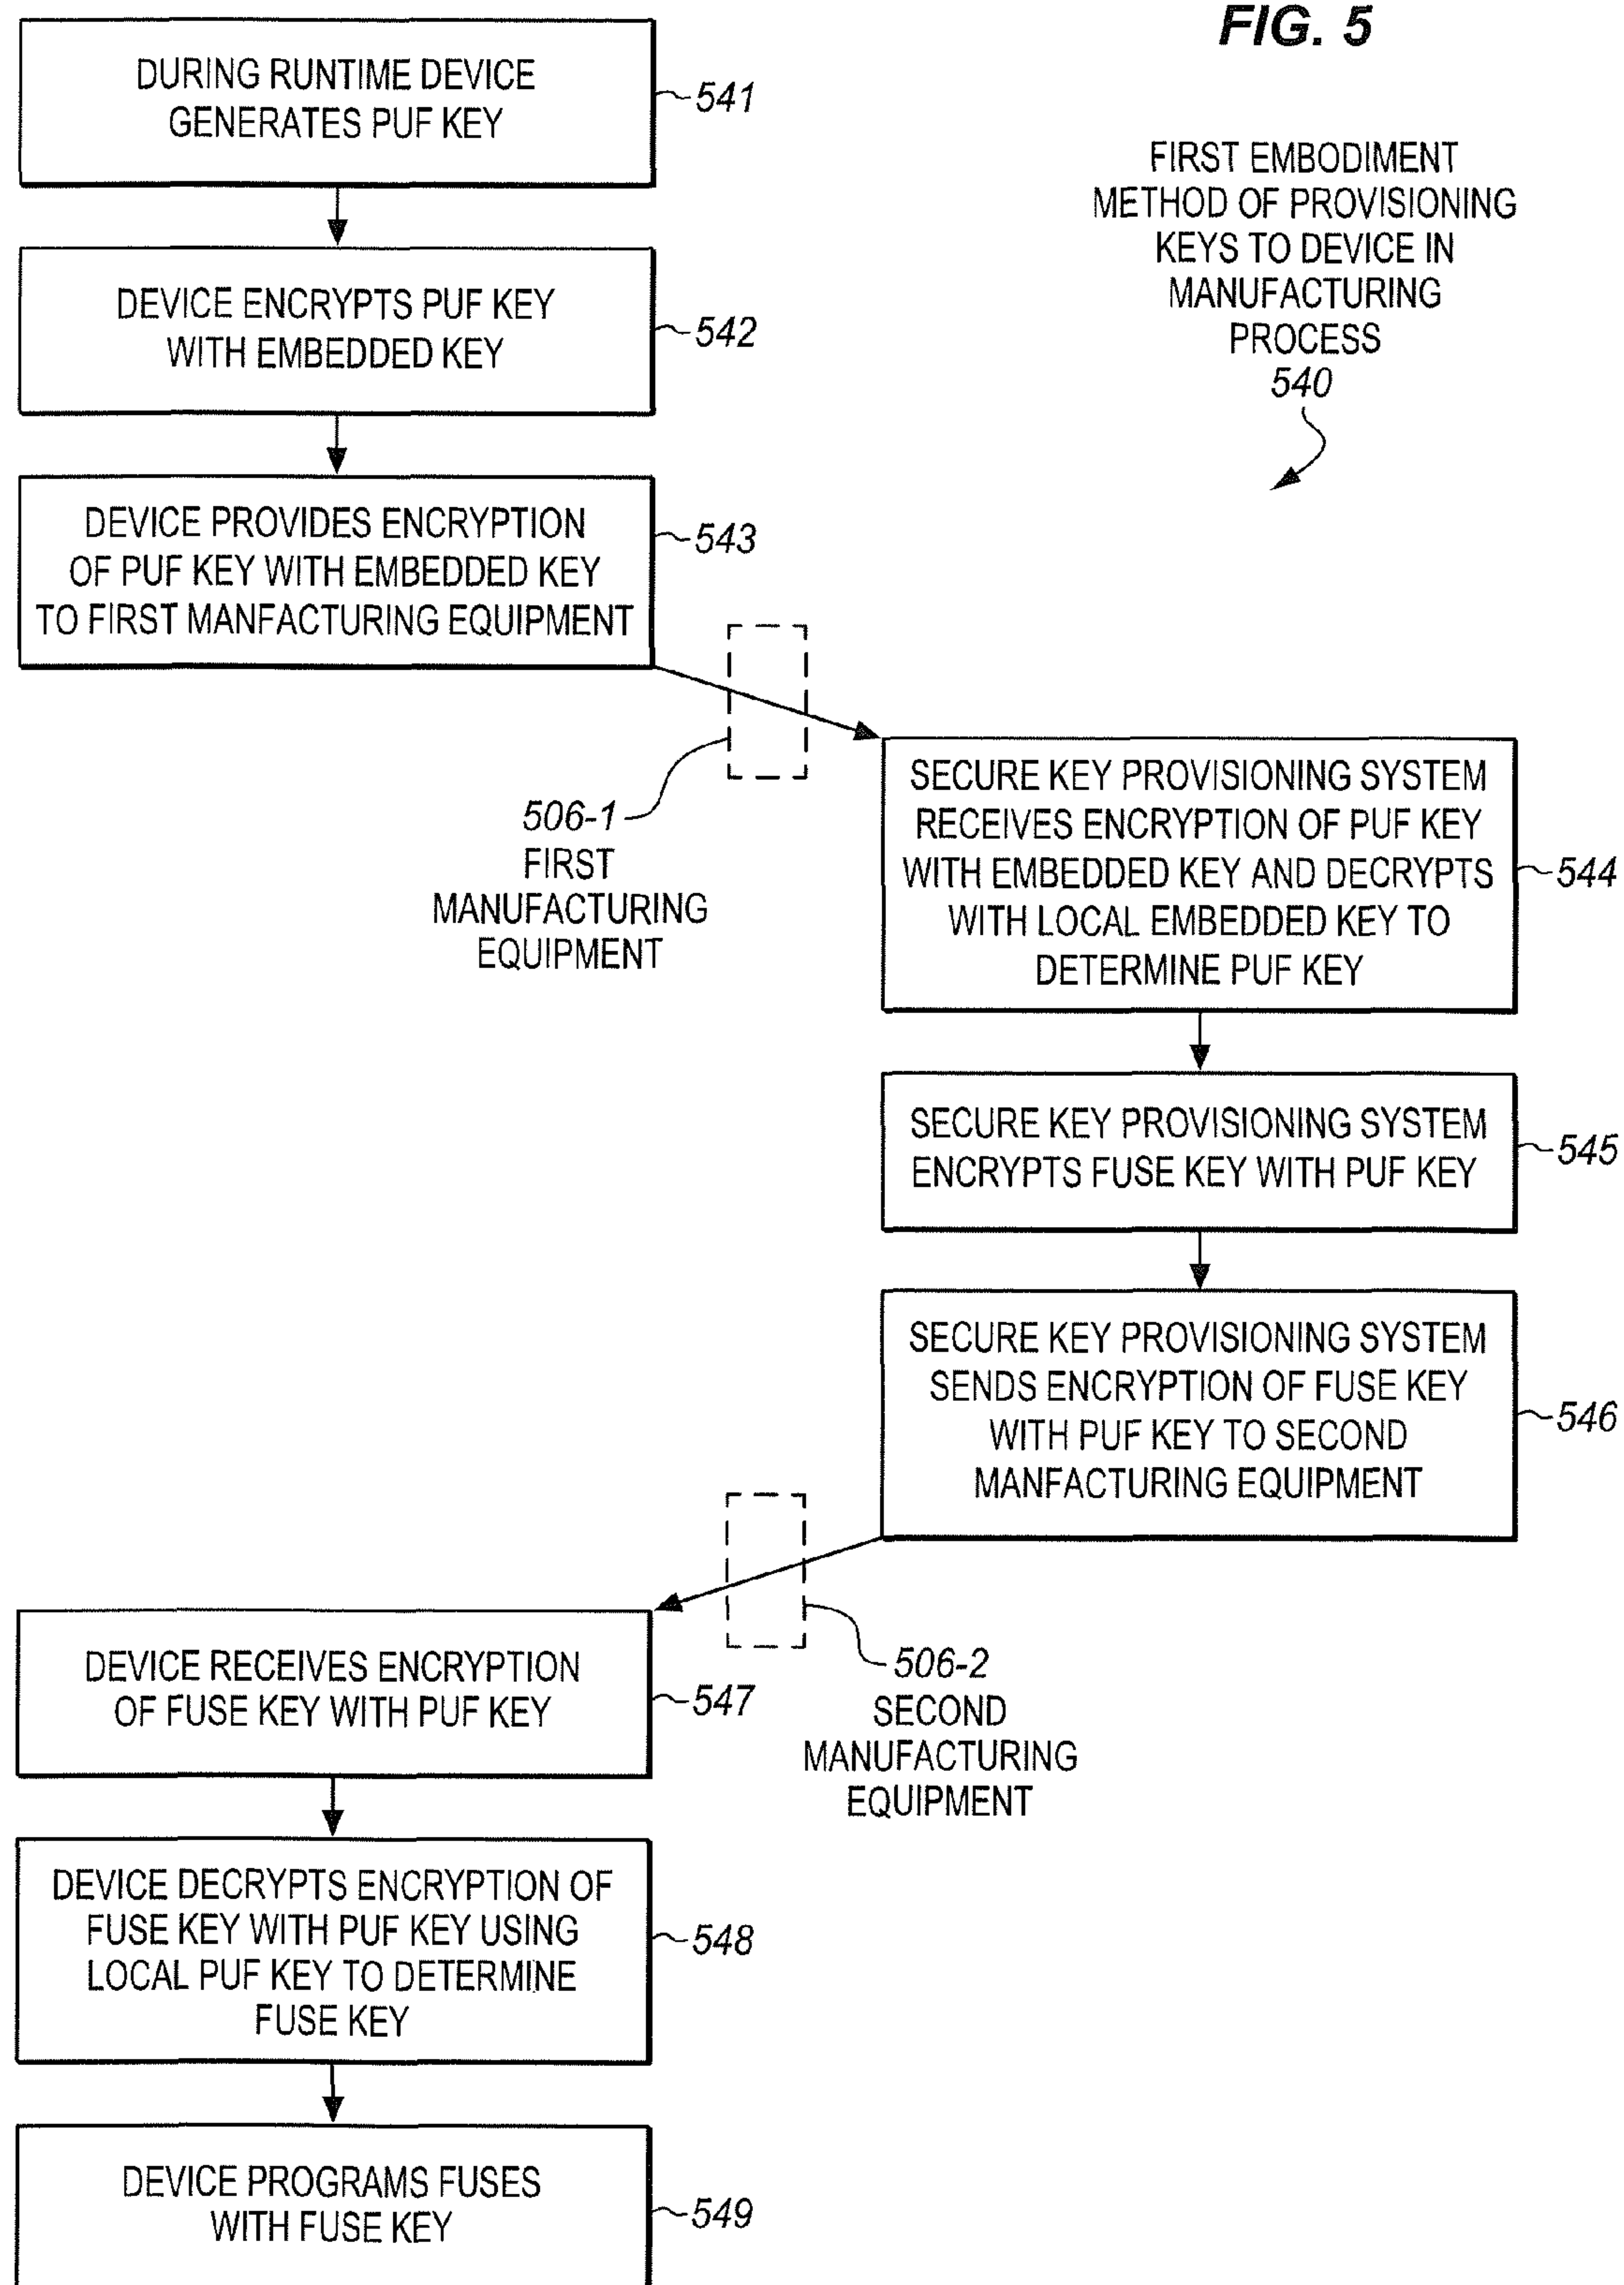 FIG. 5
FIRST EMBODIMENT
METHOD OF PROVISIONING
KEYS TO DEVICE IN
MANUFACTURING
PROCESS
540
DURING RUNTIME DEVICE
GENERATES PUF KEY
541
DEVICE ENCRYPTS PUF KEY
WITH EMBEDDED KEY
542
DEVICE PROVIDES ENCRYPTION
OF PUF KEY WITH EMBEDDED KEY
TO FIRST MANFACTURING EQUIPMENT
543
506-1
FIRST
MANUFACTURING
EQUIPMENT
SECURE KEY PROVISIONING SYSTEM
RECEIVES ENCRYPTION OF PUF KEY
WITH EMBEDDED KEY AND DECRYPTS
WITH LOCAL EMBEDDED KEY TO
DETERMINE PUF KEY
544
SECURE KEY PROVISIONING SYSTEM
ENCRYPTS FUSE KEY WITH PUF KEY
545
SECURE KEY PROVISIONING SYSTEM
SENDS ENCRYPTION OF FUSE KEY
WITH PUF KEY TO SECOND
MANFACTURING EQUIPMENT
546
506-2
SECOND
MANUFACTURING
EQUIPMENT
DEVICE RECEIVES ENCRYPTION
OF FUSE KEY WITH PUF KEY
547
DEVICE DECRYPTS ENCRYPTION OF
FUSE KEY WITH PUF KEY USING
LOCAL PUF KEY TO DETERMINE
FUSE KEY
548
DEVICE PROGRAMS FUSES
WITH FUSE KEY
549